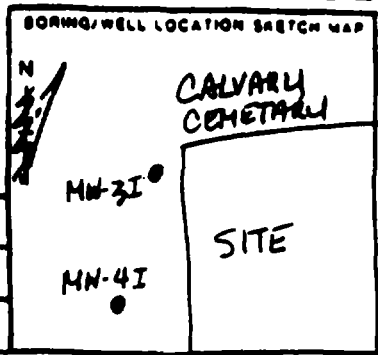 BORING/WELL LOCATION SKETCH MAP
N
CALVARY
CEMETARY
MW-3I
SITE
MW-4I